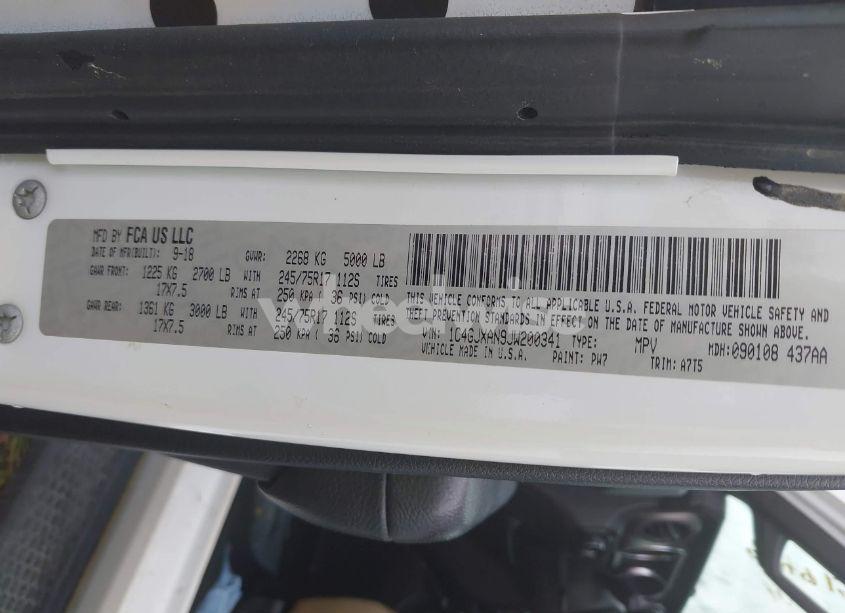 MFD BY FCA US LLC
DATE OF MFR(BUILT): 9-18 GVWR: 2268 KG 5000 LB
GAWR FRONT: 1225 KG 2700 LB WITH 245/75R17 112S TIRES
17X7.5 RIMS AT 250 KPA ( 36 PSI) COLD
GAWR REAR: 1361 KG 3000 LB WITH 245/75R17 112S TIRES
17X7.5 RIMS AT 250 KPA ( 36 PSI) COLD
THIS VEHICLE CONFORMS TO ALL APPLICABLE U.S.A. FEDERAL MOTOR VEHICLE SAFETY AND
THEFT PREVENTION STANDARDS IN EFFECT ON THE DATE OF MANUFACTURE SHOWN ABOVE.
VIN: 1C4GJXAN9JW200341 TYPE: MPV MDH: 090108 437AA
VEHICLE MADE IN U.S.A. PAINT: PW7 TRIM: A7T5